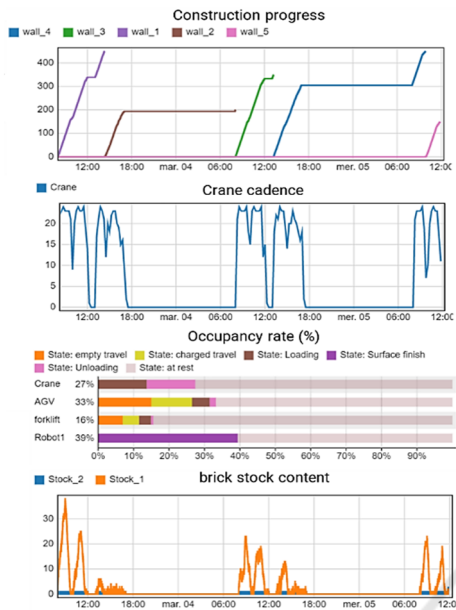 Construction progress
wall_4 wall_3 wall_1 wall_2 wall_5
400
300
200
100
0
12:00 18:00 mar. 04 06:00 12:00 18:00 mer. 05 06:00 12:0
Crane cadence
Crane
20
15
10
5
0
12:00 18:00 mar. 04 06:00 12:00 18:00 mer. 05 06:00 12:00
Occupancy rate (%)
State: empty travel State: charged travel State: Loading State: Surface finish
State: Unloading State: at rest
Crane 27%
AGV 33%
forklift 16%
Robot1 39%
0% 10% 20% 30% 40% 50% 60% 70% 80% 90%
brick stock content
Stock_2 Stock_1
30
20
10
0
12:00 18:00 mar. 04 06:00 12:00 18:00 mer. 05 06:00 12:0